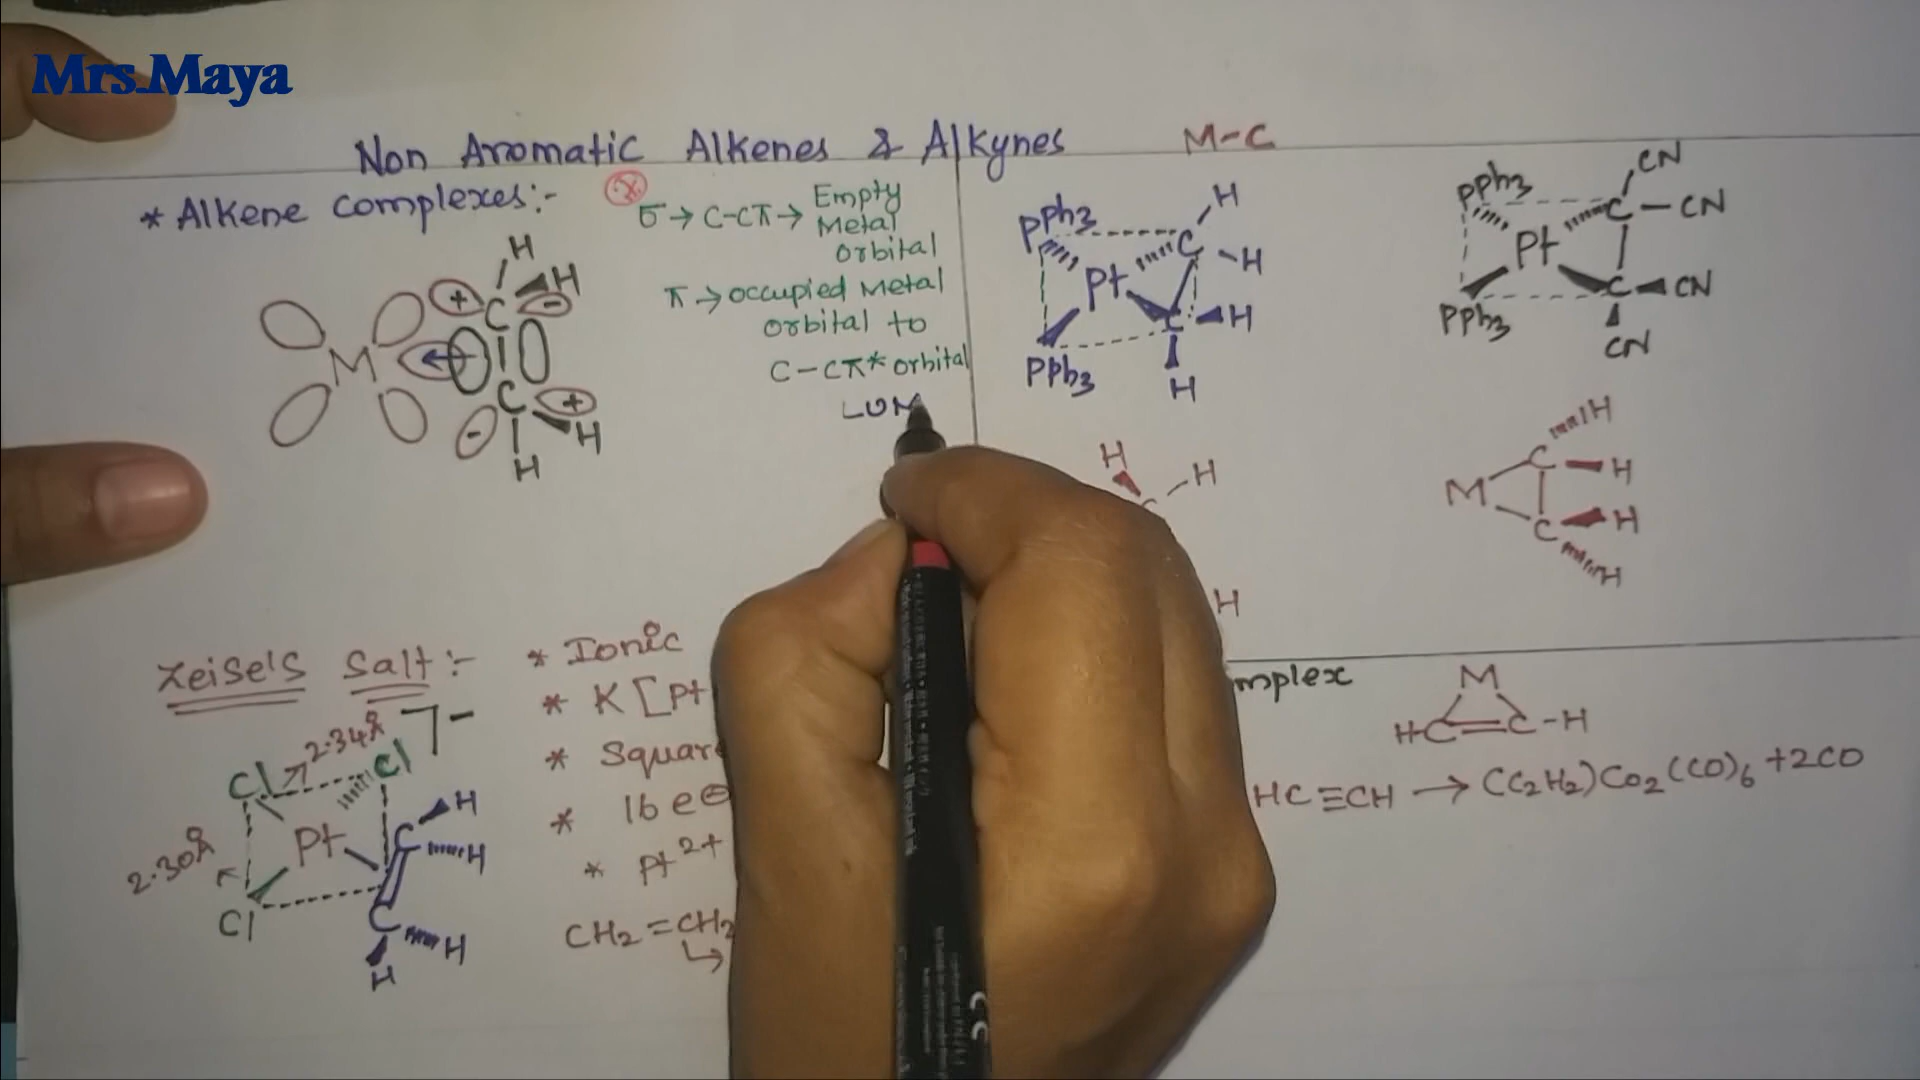 Mrs.Maya
Non Aromatic Alkenes & Alkynes M-C
* Alkene complexes:-
σ → C-Cπ → Empty
Metal
orbital
π → occupied Metal
orbital to
C-Cπ* orbital
LUM
H
H
+
C
-
M
C
+
-
H
H
PPh3
H
C
H
Pt
C
H
PPh3
H
PPh3
CN
C
CN
Pt
C
CN
PPh3
CN
H
H
H
H
C
H
M
C
H
H
Zeise's Salt :-
* Ionic
* K [Pt
* Square
* 16 e⊖
* Pt2+
CH2=CH2
]-
2.34Å
Cl
Cl
2.30Å
Pt
C
H
H
Cl
C
H
H
mplex
M
HC=C-H
HC≡CH → (C2H2)Co2(CO)6+2CO
CE